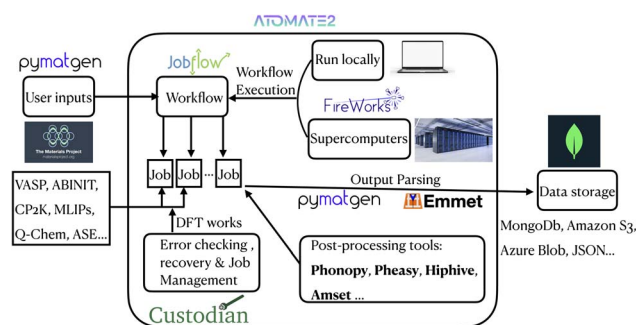 ATOMATE2
pymatgen
User inputs
The Materials Project
materialsproject.org
VASP, ABINIT,
CP2K, MLIPs,
Q-Chem, ASE...
Jobflow
Workflow
Job
Job
...
Job
DFT works
Error checking ,
recovery & Job
Management
Custodian
Workflow
Execution
Run locally
FireWorks
Supercomputers
Output Parsing
pymatgen
Emmet
Post-processing tools:
Phonopy, Pheasy, Hiphive,
Amset ...
Data storage
MongoDb, Amazon S3,
Azure Blob, JSON...